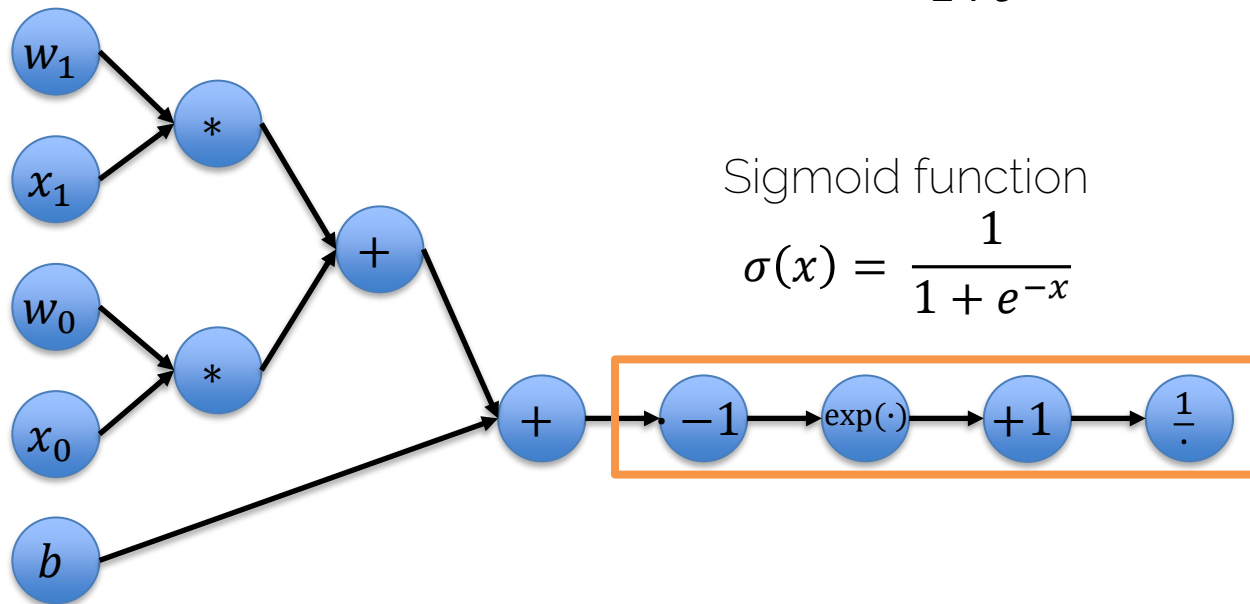 w₁
*
x₁
Sigmoid function
σ(x) = 1 / (1 + e^{-x})
+
w₀
*
x₀
+
· −1
exp(·)
+1
1/·
b